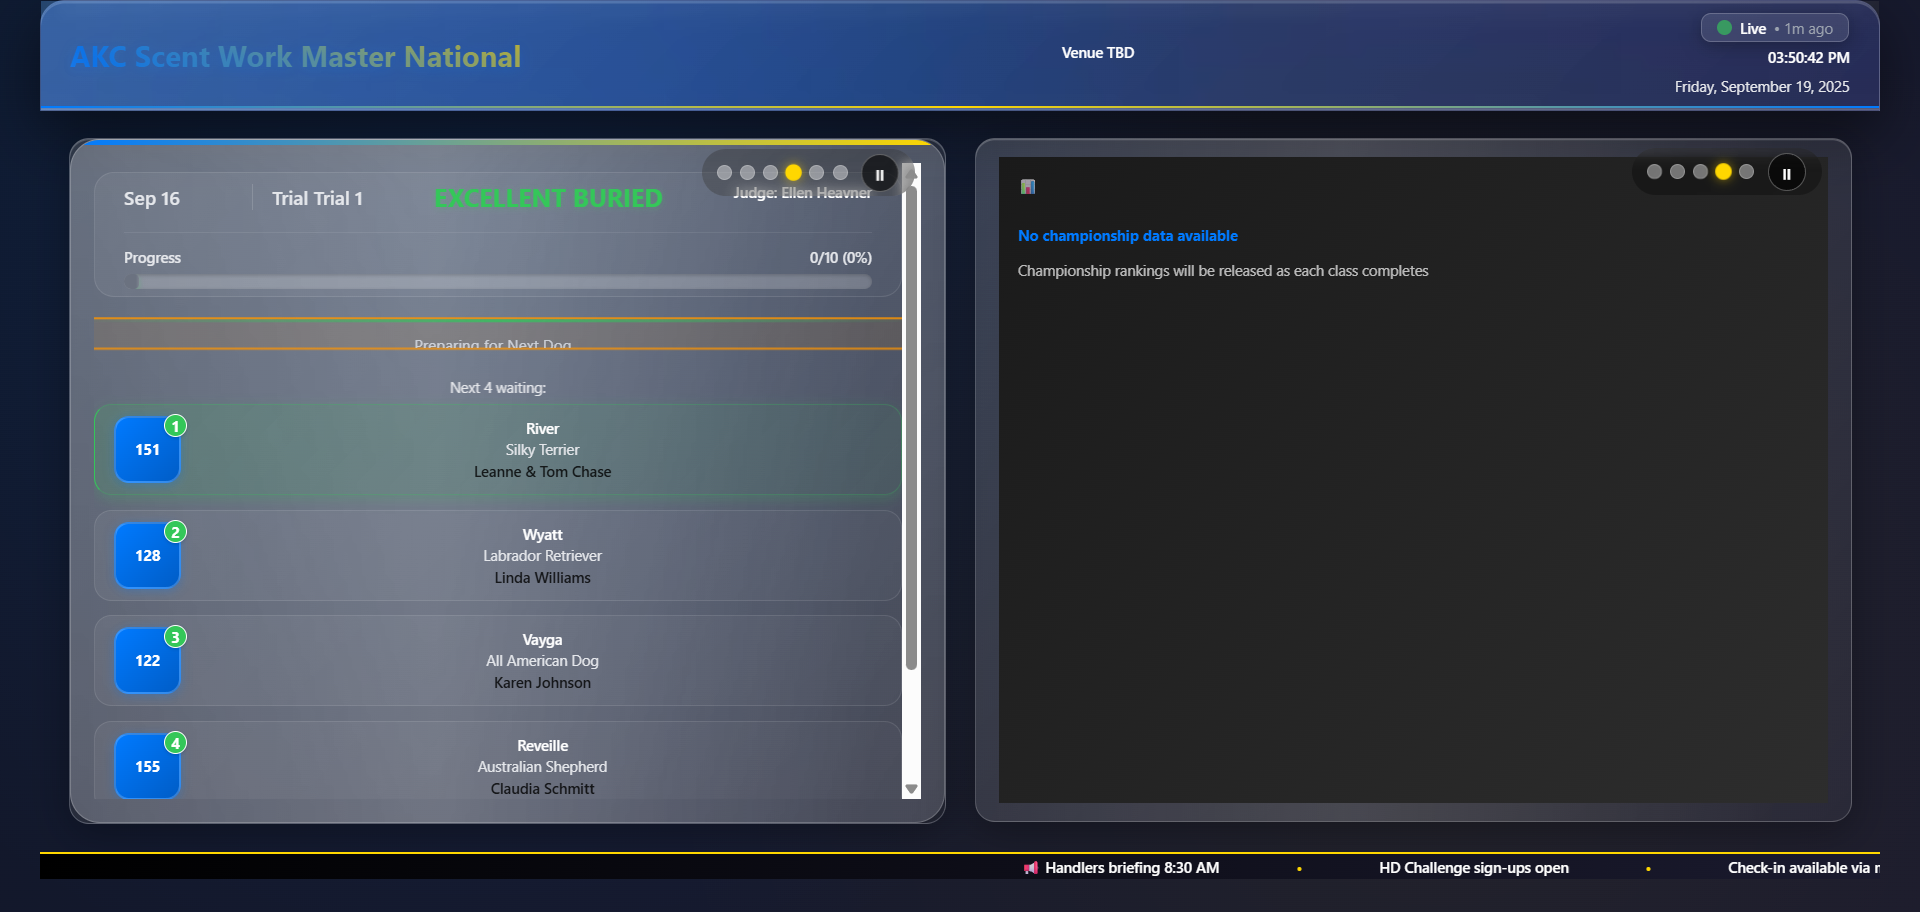 AKC Scent Work Master National
Venue TBD
Live • 1m ago
03:50:42 PM
Friday, September 19, 2025
Sep 16
Trial Trial 1
EXCELLENT BURIED
Judge: Ellen Heavner
Progress
0/10 (0%)
Preparing for Next Dog
Next 4 waiting:
151
1
River
Silky Terrier
Leanne & Tom Chase
128
2
Wyatt
Labrador Retriever
Linda Williams
122
3
Vayga
All American Dog
Karen Johnson
155
4
Reveille
Australian Shepherd
Claudia Schmitt
No championship data available
Championship rankings will be released as each class completes
Handlers briefing 8:30 AM • HD Challenge sign-ups open • Check-in available via